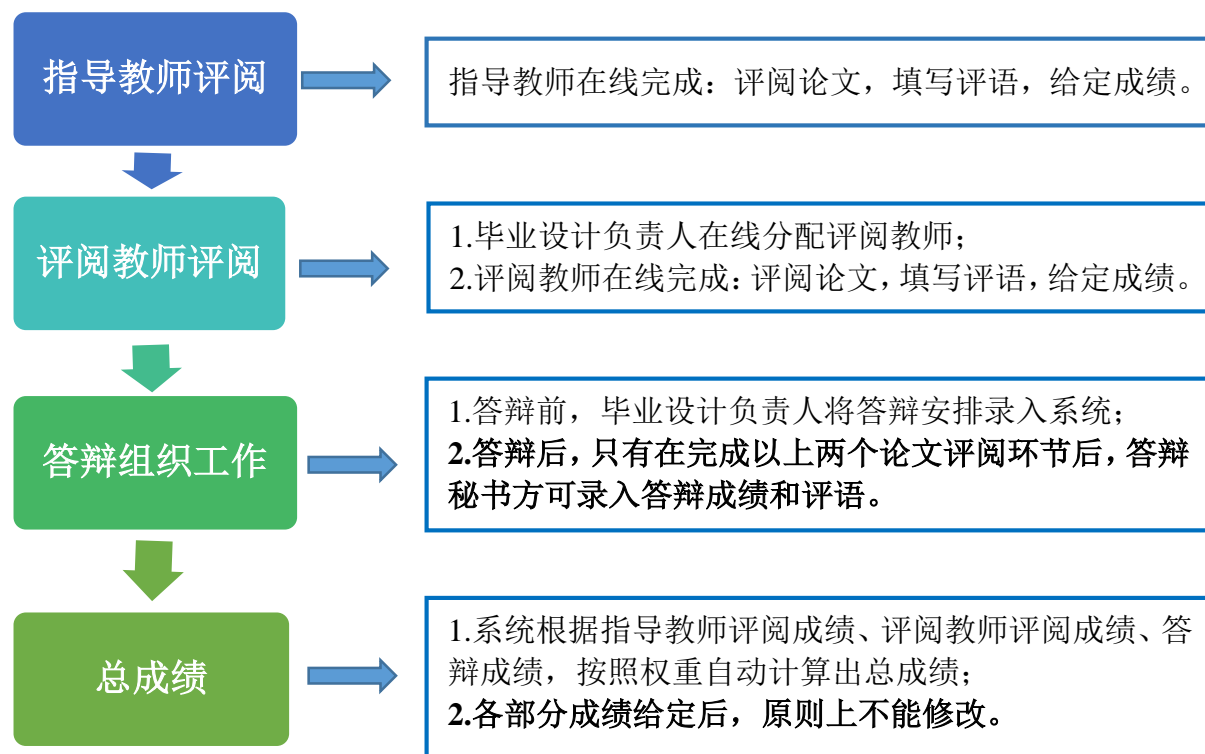 指导教师评阅
指导教师在线完成：评阅论文，填写评语，给定成绩。
评阅教师评阅
1.毕业设计负责人在线分配评阅教师；
2.评阅教师在线完成：评阅论文，填写评语，给定成绩。
答辩组织工作
1.答辩前，毕业设计负责人将答辩安排录入系统；
2.答辩后，只有在完成以上两个论文评阅环节后，答辩
秘书方可录入答辩成绩和评语。
总成绩
1.系统根据指导教师评阅成绩、评阅教师评阅成绩、答
辩成绩，按照权重自动计算出总成绩；
2.各部分成绩给定后，原则上不能修改。